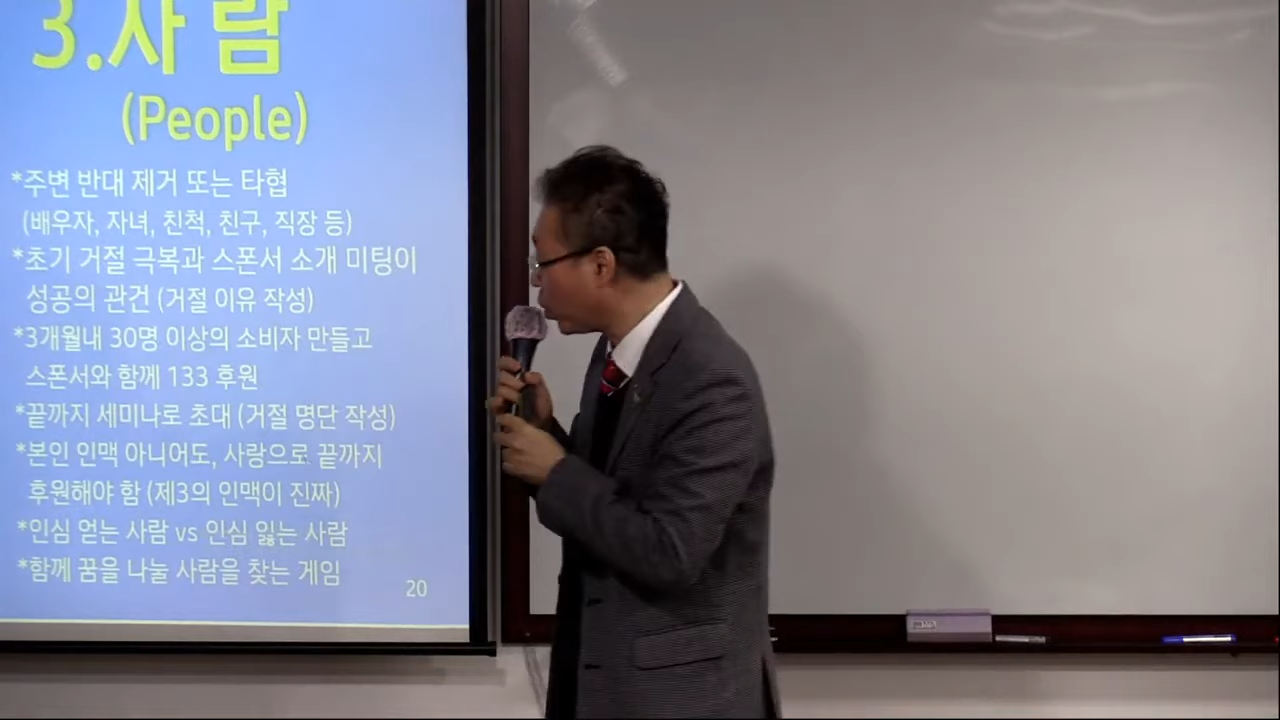 3.사람
(People)
*주변 반대 제거 또는 타협
(배우자, 자녀, 친척, 친구, 직장 등)
*초기 거절 극복과 스폰서 소개 미팅이
성공의 관건 (거절 이유 작성)
*3개월내 30명 이상의 소비자 만들고
스폰서와 함께 133 후원
*끝까지 세미나로 초대 (거절 명단 작성)
*본인 인맥 아니어도, 사랑으로 끝까지
후원해야 함 (제3의 인맥이 진짜)
*인심 얻는 사람 vs 인심 잃는 사람
*함께 꿈을 나눌 사람을 찾는 게임
20